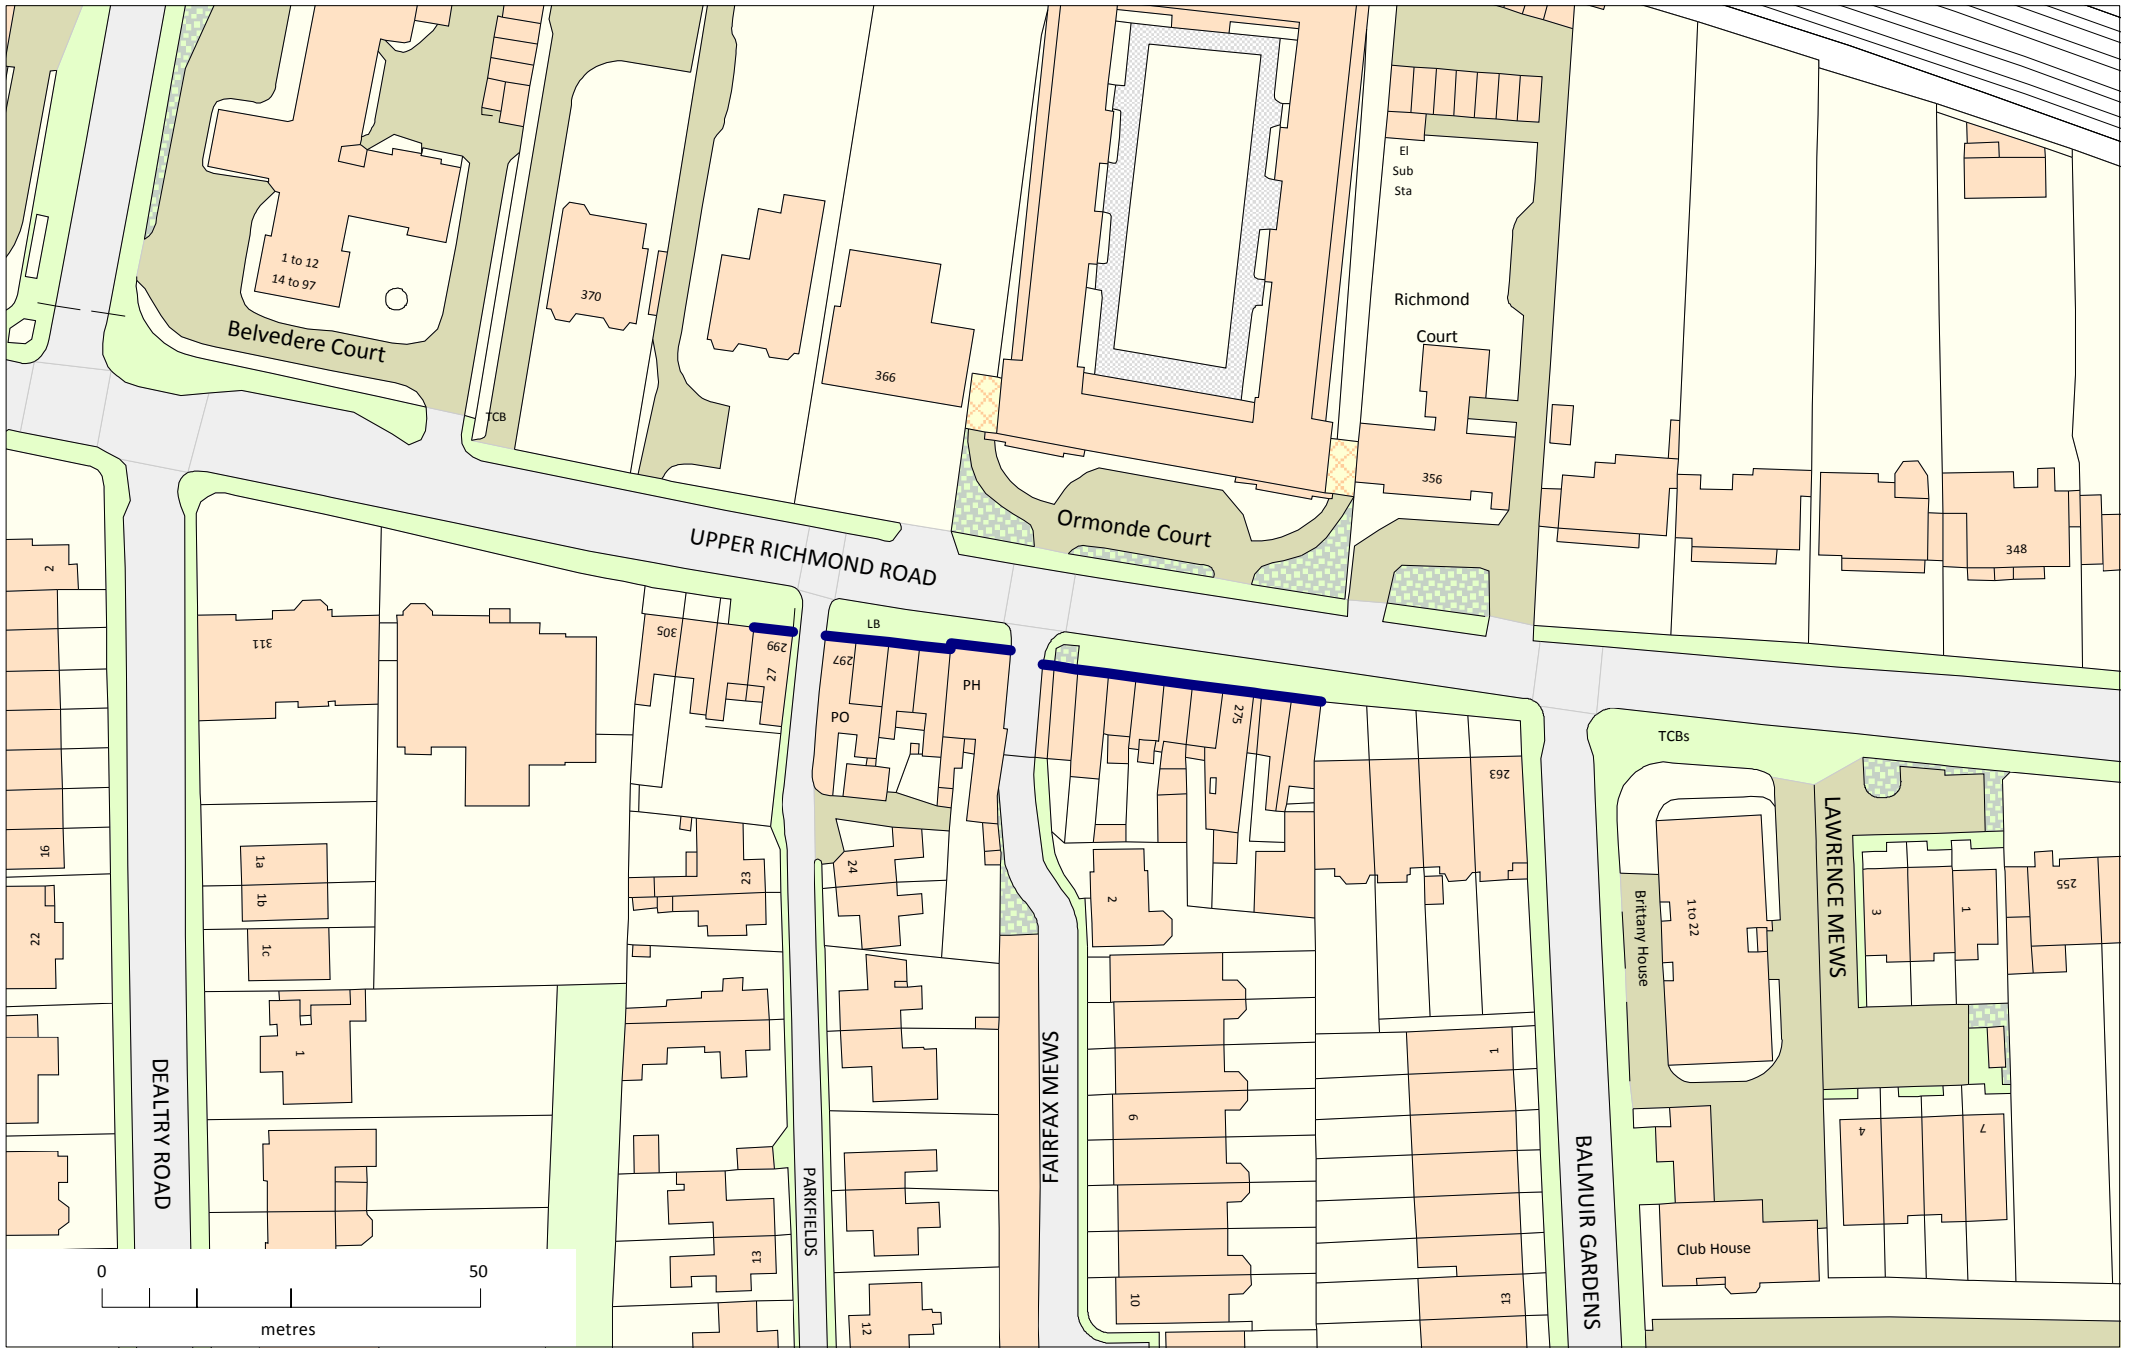 El
Sub
Sta
1 to 12
14 to 97
Belvedere Court
370
366
TCB
Richmond
Court
356
Ormonde Court
UPPER RICHMOND ROAD
348
2
311
305
299
27
LB
297
PO
PH
275
263
TCBs
16
22
1a
1b
1c
1
DEALTRY ROAD
23
24
13
12
PARKFIELDS
FAIRFAX MEWS
2
6
10
1
13
BALMUIR GARDENS
Brittany House
1 to 22
LAWRENCE MEWS
3
1
255
4
7
Club House
0
50
metres